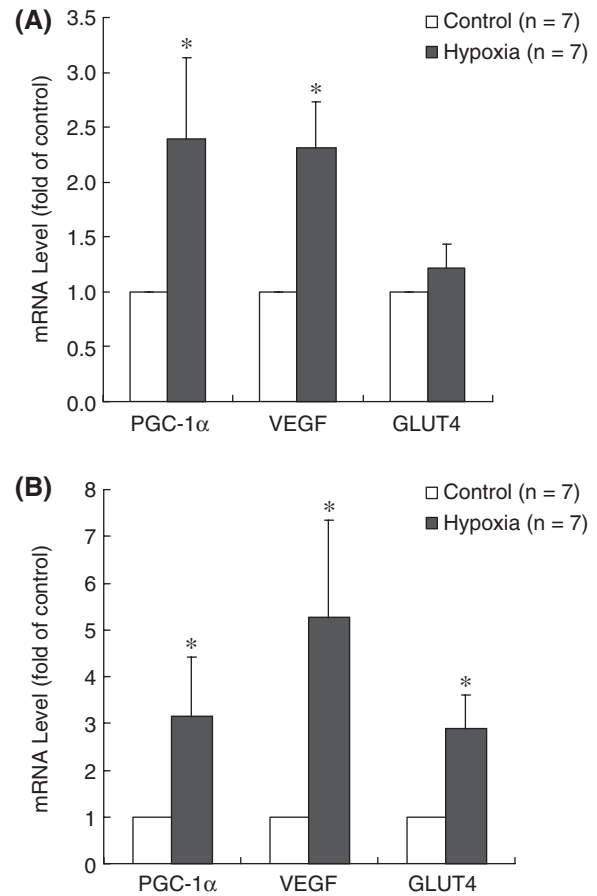 (A)
mRNA Level (fold of control)
3.5
3.0
2.5
2.0
1.5
1.0
0.5
0.0
* *
Control (n = 7)
Hypoxia (n = 7)
PGC-1α VEGF GLUT4
(B)
mRNA Level (fold of control)
8
7
6
5
4
3
2
1
0
* * *
Control (n = 7)
Hypoxia (n = 7)
PGC-1α VEGF GLUT4